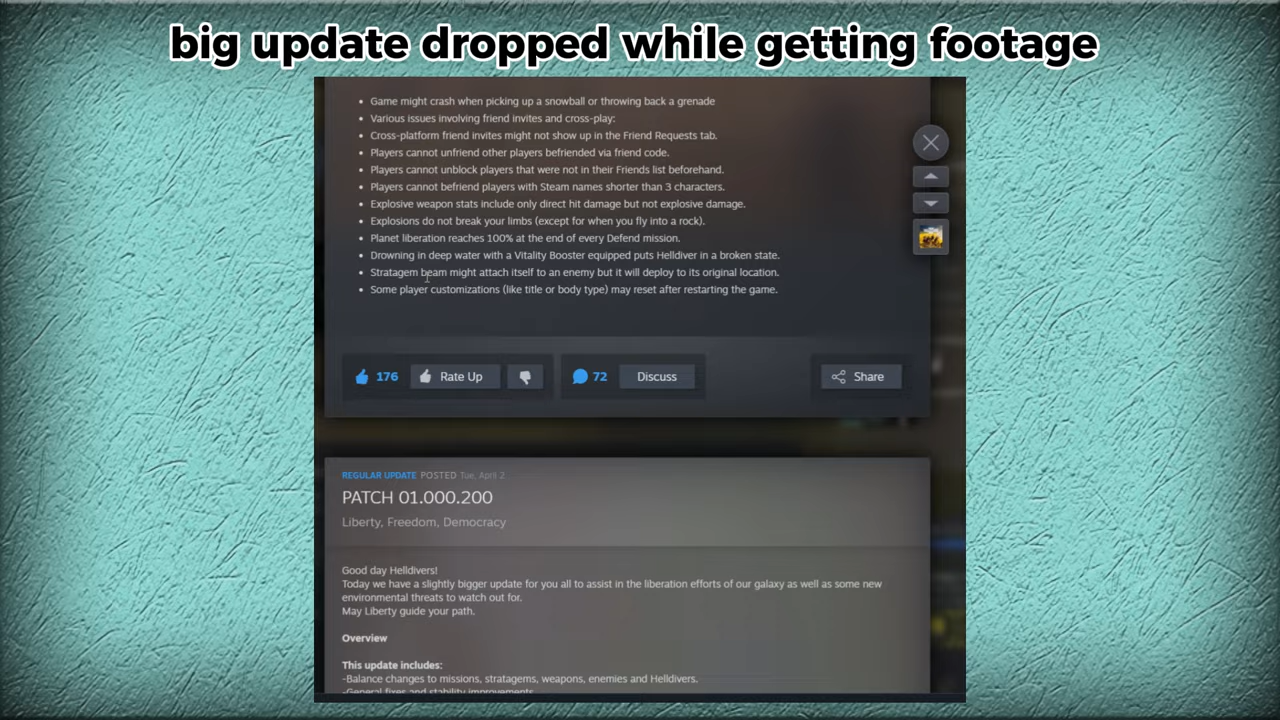 big update dropped while getting footage
• Game might crash when picking up a snowball or throwing back a grenade
• Various issues involving friend invites and cross-play:
• Cross-platform friend invites might not show up in the Friend Requests tab.
• Players cannot unfriend other players befriended via friend code.
• Players cannot unblock players that were not in their Friends list beforehand.
• Players cannot befriend players with Steam names shorter than 3 characters.
• Explosive weapon stats include only direct hit damage but not explosive damage.
• Explosions do not break your limbs (except for when you fly into a rock).
• Planet liberation reaches 100% at the end of every Defend mission.
• Drowning in deep water with a Vitality Booster equipped puts Helldiver in a broken state.
• Stratagem beam might attach itself to an enemy but it will deploy to its original location.
• Some player customizations (like title or body type) may reset after restarting the game.
176 Rate Up 72 Discuss Share
REGULAR UPDATE POSTED Tue, April 2
PATCH 01.000.200
Liberty, Freedom, Democracy
Good day Helldivers!
Today we have a slightly bigger update for you all to assist in the liberation efforts of our galaxy as well as some new
environmental threats to watch out for.
May Liberty guide your path.
Overview
This update includes:
-Balance changes to missions, stratagems, weapons, enemies and Helldivers.
-General fixes and stability improvements.